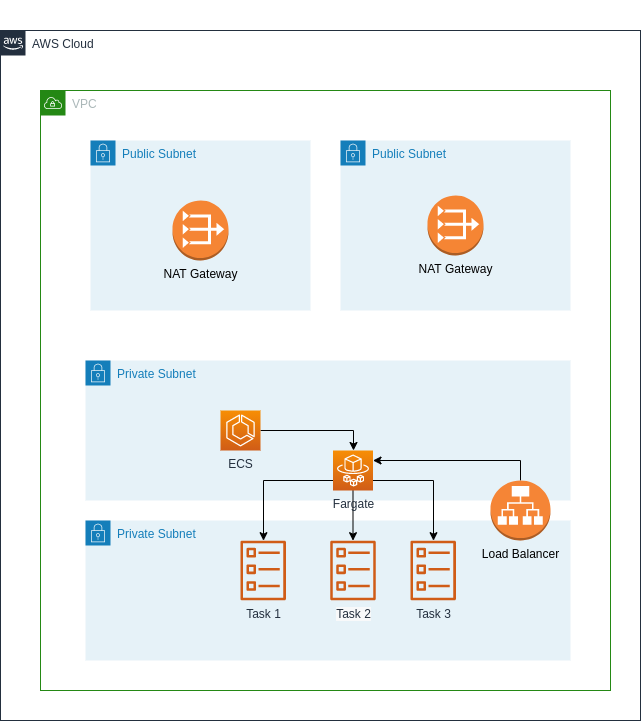 aws
AWS Cloud
VPC
Public Subnet
Public Subnet
NAT Gateway
NAT Gateway
Private Subnet
ECS
Fargate
Load Balancer
Private Subnet
Task 1
Task 2
Task 3